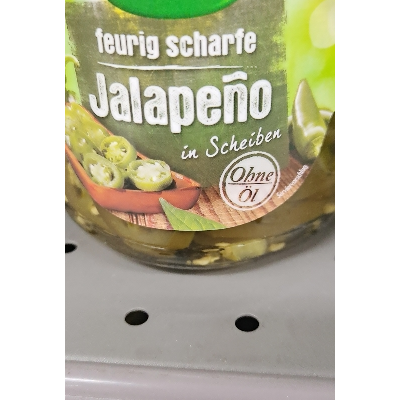 feurig scharfe
Jalapeño
in Scheiben
Ohne
Öl